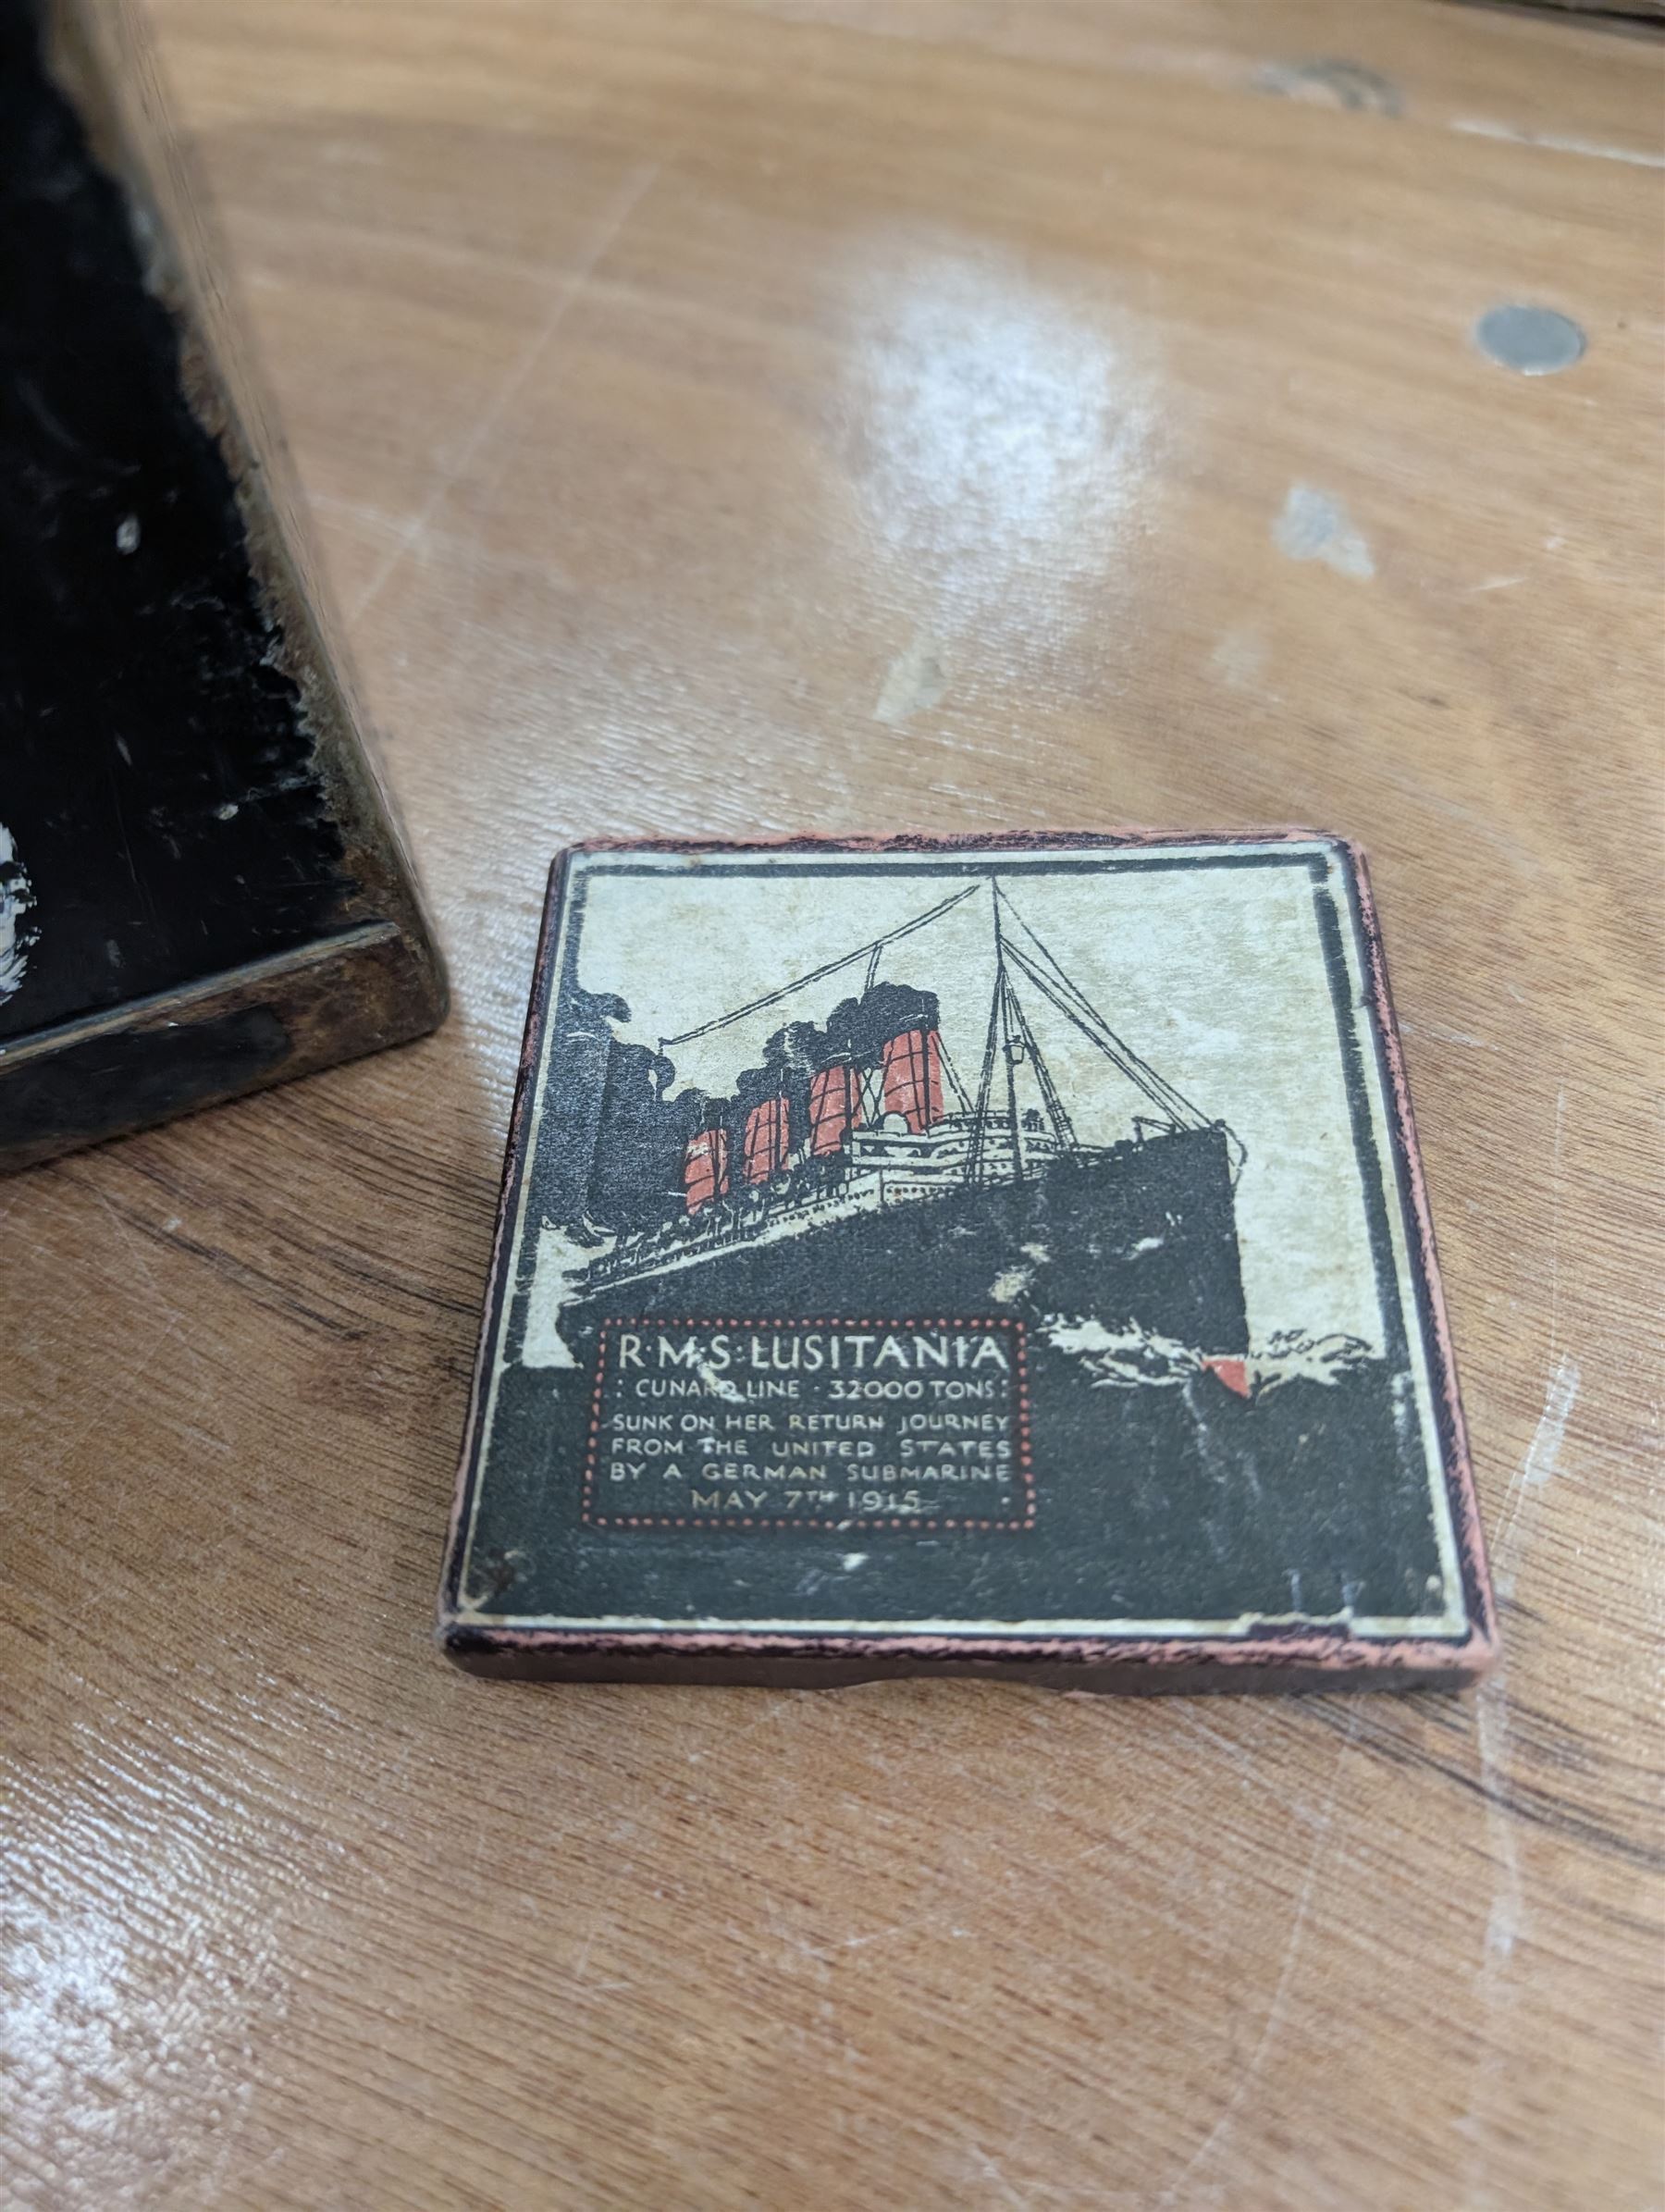 R·M·S·LUSITANIA
: CUNARD LINE · 32000 TONS:
SUNK ON HER RETURN JOURNEY
FROM THE UNITED STATES
BY A GERMAN SUBMARINE
MAY 7TH 1915